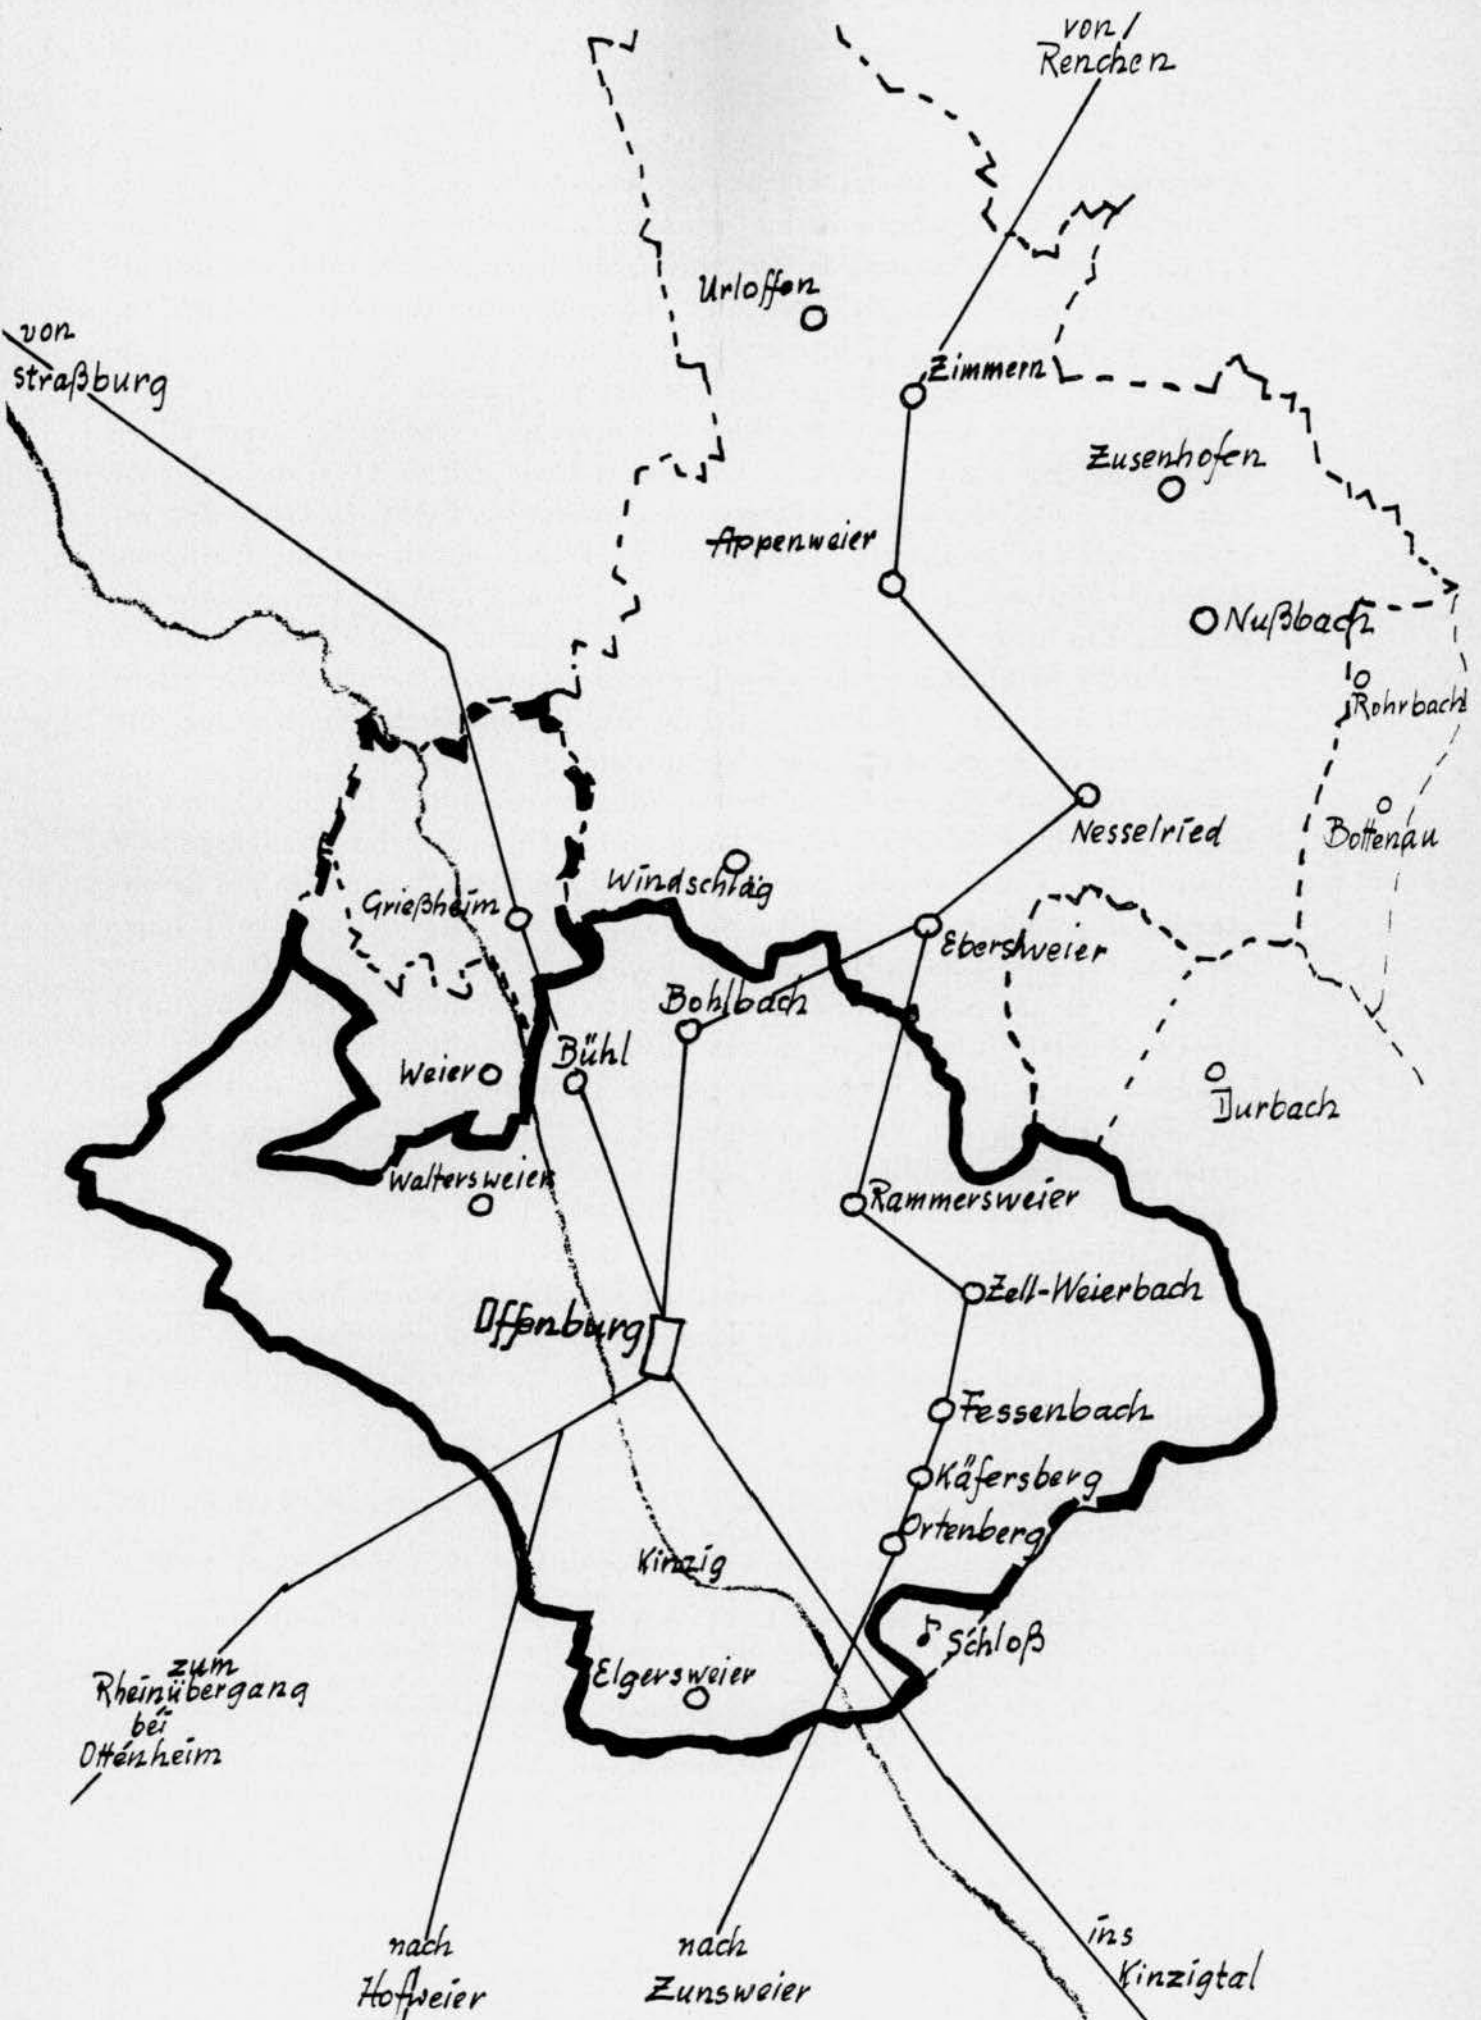 von
Renchen
Urloffen
von
straßburg
Zimmern
Zusenhofen
Appenweier
Nußbach
Rohrbach
Nesselried
Bottenau
Windschläg
Grießheim
Ebersweier
Bohlbach
Bühl
Weier
Durbach
Waltersweier
Rammersweier
Zell-Weierbach
Offenburg
Fessenbach
Käfersberg
Ortenberg
Kinzig
Schloß
Elgersweier
zum
Rheinübergang
bei
Ottenheim
nach
Hofweier
nach
Zunsweier
ins
Kinzigtal